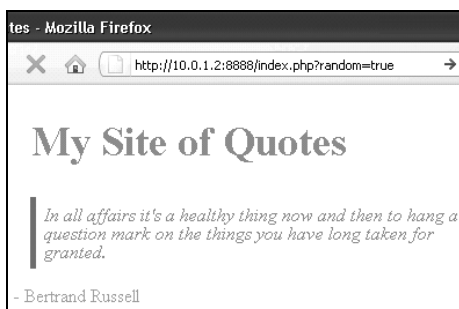 tes - Mozilla Firefox
http://10.0.1.2:8888/index.php?random=true
My Site of Quotes
In all affairs it's a healthy thing now and then to hang a
question mark on the things you have long taken for
granted.
- Bertrand Russell